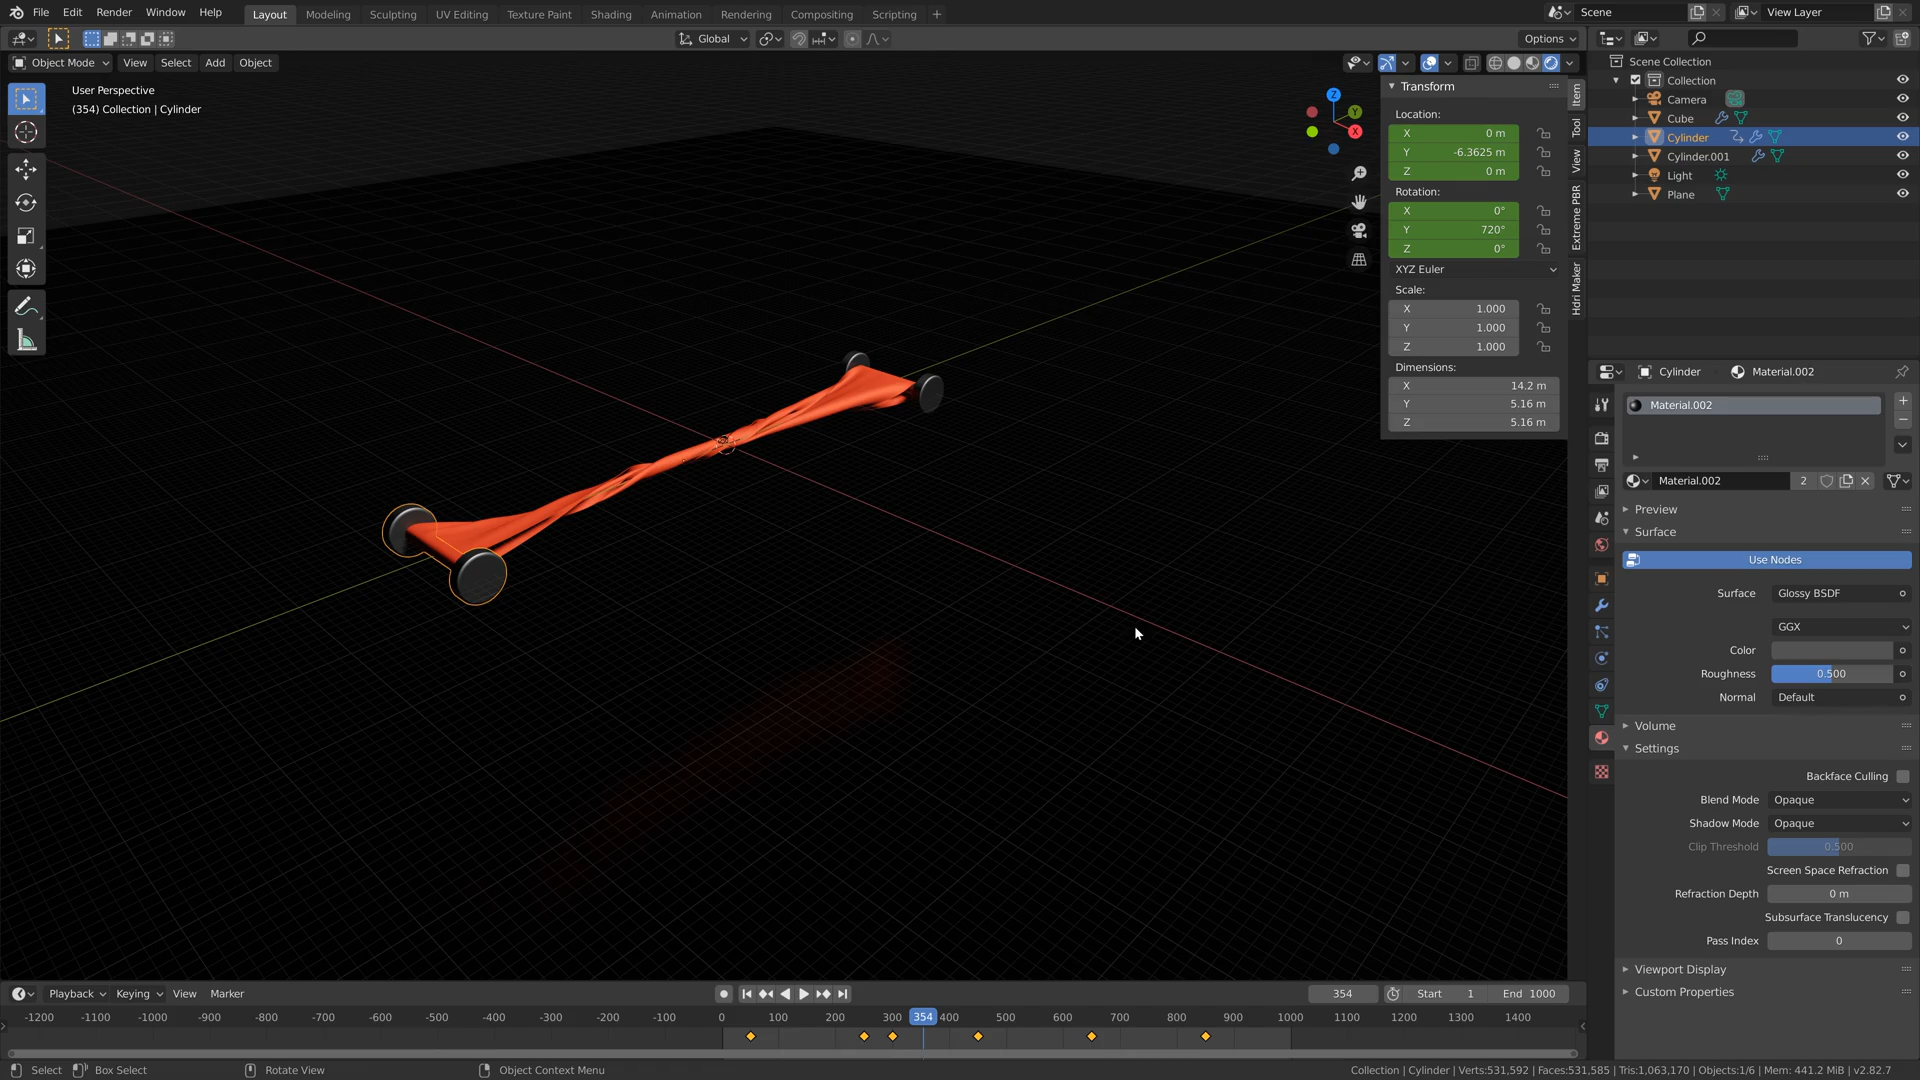 File Edit Render Window Help Layout Modeling Sculpting UV Editing Texture Paint Shading Animation Rendering Compositing Scripting + Scene View Layer
Global Options
Object Mode View Select Add Object
User Perspective
(354) Collection | Cylinder
Z
Y
X
Transform
Location:
X 0 m
Y -6.3625 m
Z 0 m
Rotation:
X 0°
Y 720°
Z 0°
XYZ Euler
Scale:
X 1.000
Y 1.000
Z 1.000
Dimensions:
X 14.2 m
Y 5.16 m
Z 5.16 m
Item
Tool
View
Extreme PBR
Hdri Maker
Scene Collection
Collection
Camera
Cube
Cylinder
Cylinder.001
Light
Plane
Cylinder Material.002
Material.002
Material.002 2
Preview
Surface
Use Nodes
Surface Glossy BSDF
GGX
Color
Roughness 0.500
Normal Default
Volume
Settings
Backface Culling
Blend Mode Opaque
Shadow Mode Opaque
Clip Threshold 0.500
Screen Space Refraction
Refraction Depth 0 m
Subsurface Translucency
Pass Index 0
Viewport Display
Custom Properties
Playback Keying View Marker 354 Start 1 End 1000
-1200 -1100 -1000 -900 -800 -700 -600 -500 -400 -300 -200 -100 0 100 200 300 354 400 500 600 700 800 900 1000 1100 1200 1300 1400
Select Box Select Rotate View Object Context Menu Collection | Cylinder | Verts:531,592 | Faces:531,585 | Tris:1,063,170 | Objects:1/6 | Mem: 441.2 MiB | v2.82.7